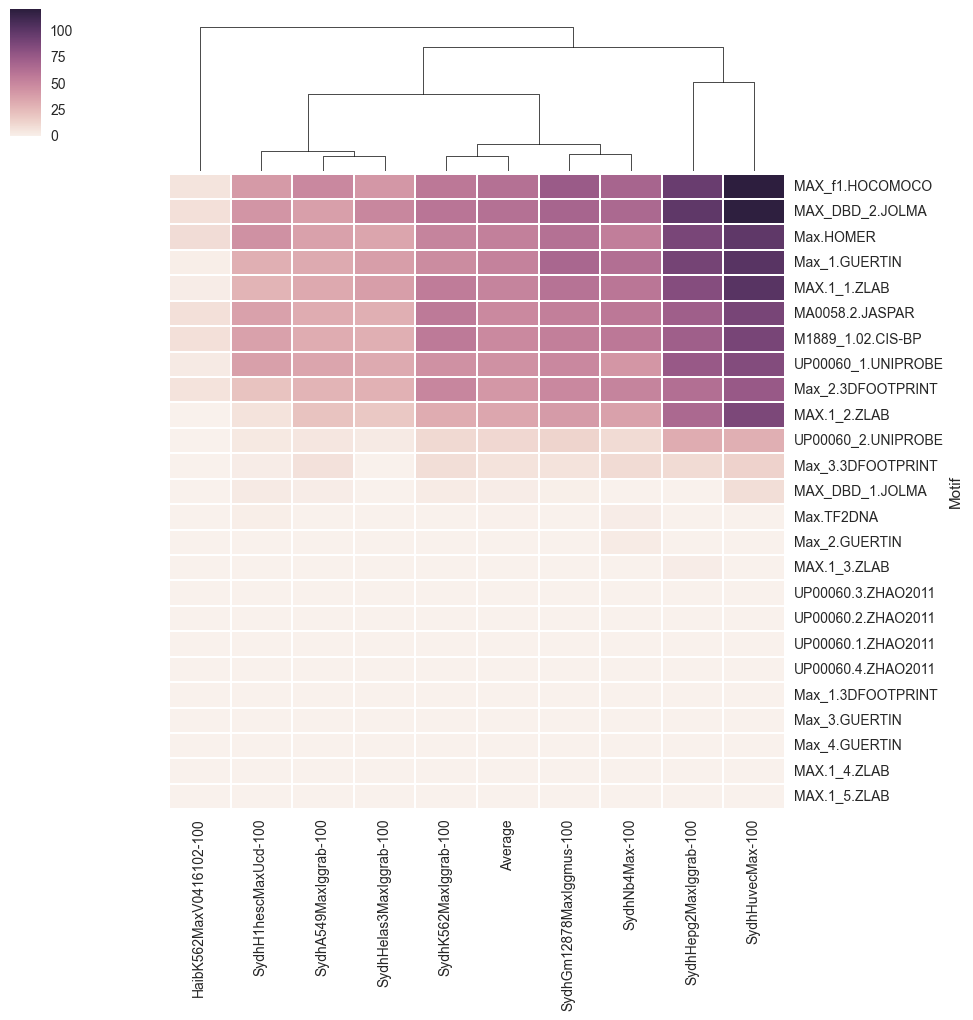 100
75
50
25
0
MAX_f1.HOCOMOCO
MAX_DBD_2.JOLMA
Max.HOMER
Max_1.GUERTIN
MAX.1_1.ZLAB
MA0058.2.JASPAR
M1889_1.02.CIS-BP
UP00060_1.UNIPROBE
Max_2.3DFOOTPRINT
MAX.1_2.ZLAB
UP00060_2.UNIPROBE
Max_3.3DFOOTPRINT
MAX_DBD_1.JOLMA
Max.TF2DNA
Max_2.GUERTIN
MAX.1_3.ZLAB
UP00060.3.ZHAO2011
UP00060.2.ZHAO2011
UP00060.1.ZHAO2011
UP00060.4.ZHAO2011
Max_1.3DFOOTPRINT
Max_3.GUERTIN
Max_4.GUERTIN
MAX.1_4.ZLAB
MAX.1_5.ZLAB
Motif
HaibK562MaxV0416102-100
SydhH1hescMaxUcd-100
SydhA549MaxIggrab-100
SydhHelas3MaxIggrab-100
SydhK562MaxIggrab-100
Average
SydhGm12878MaxIggmus-100
SydhNb4Max-100
SydhHepg2MaxIggrab-100
SydhHuvecMax-100